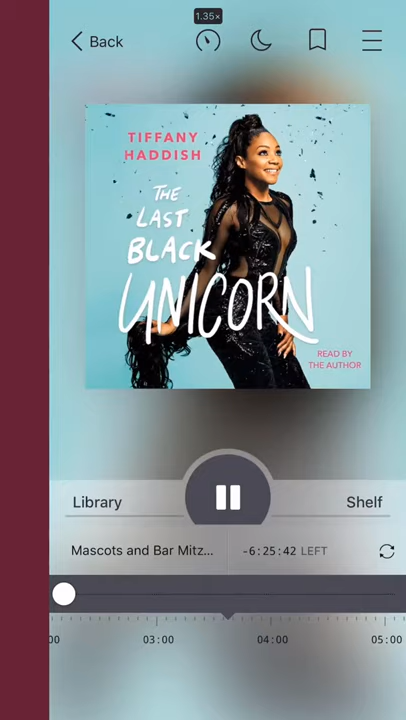 1.35×
Back
TIFFANY
HADDISH
THE
LAST
BLACK
UNICORN
READ BY
THE AUTHOR
Library
Shelf
Mascots and Bar Mitz...
-6:25:42 LEFT
:00
03:00
04:00
05:00